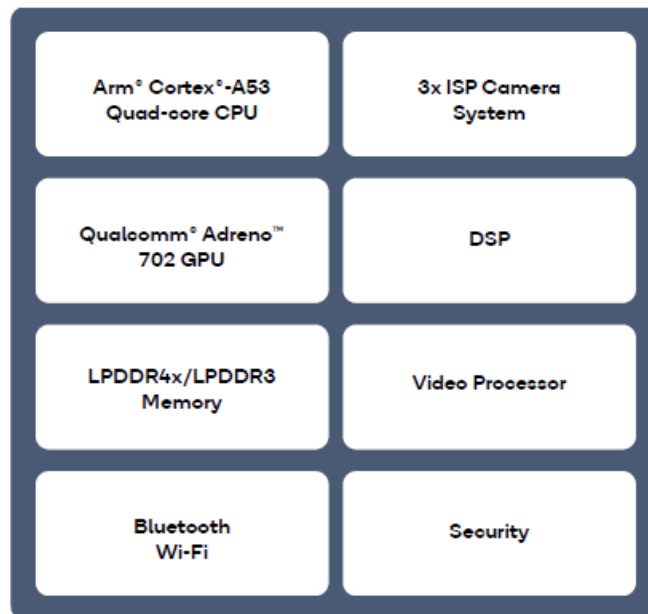 Arm® Cortex®-A53
Quad-core CPU
3x ISP Camera
System
Qualcomm® Adreno™
702 GPU
DSP
LPDDR4x/LPDDR3
Memory
Video Processor
Bluetooth
Wi-Fi
Security